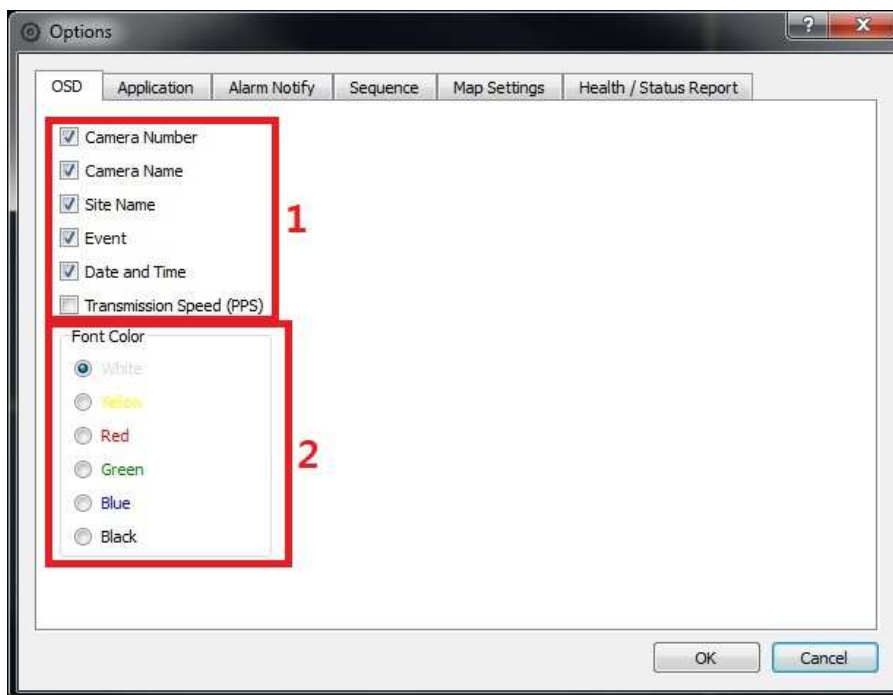 Options
?
OSD Application Alarm Notify Sequence Map Settings Health / Status Report
Camera Number
Camera Name
Site Name
Event
Date and Time
Transmission Speed (PPS)
1
Font Color
White
Yellow
Red
Green
Blue
Black
2
OK Cancel